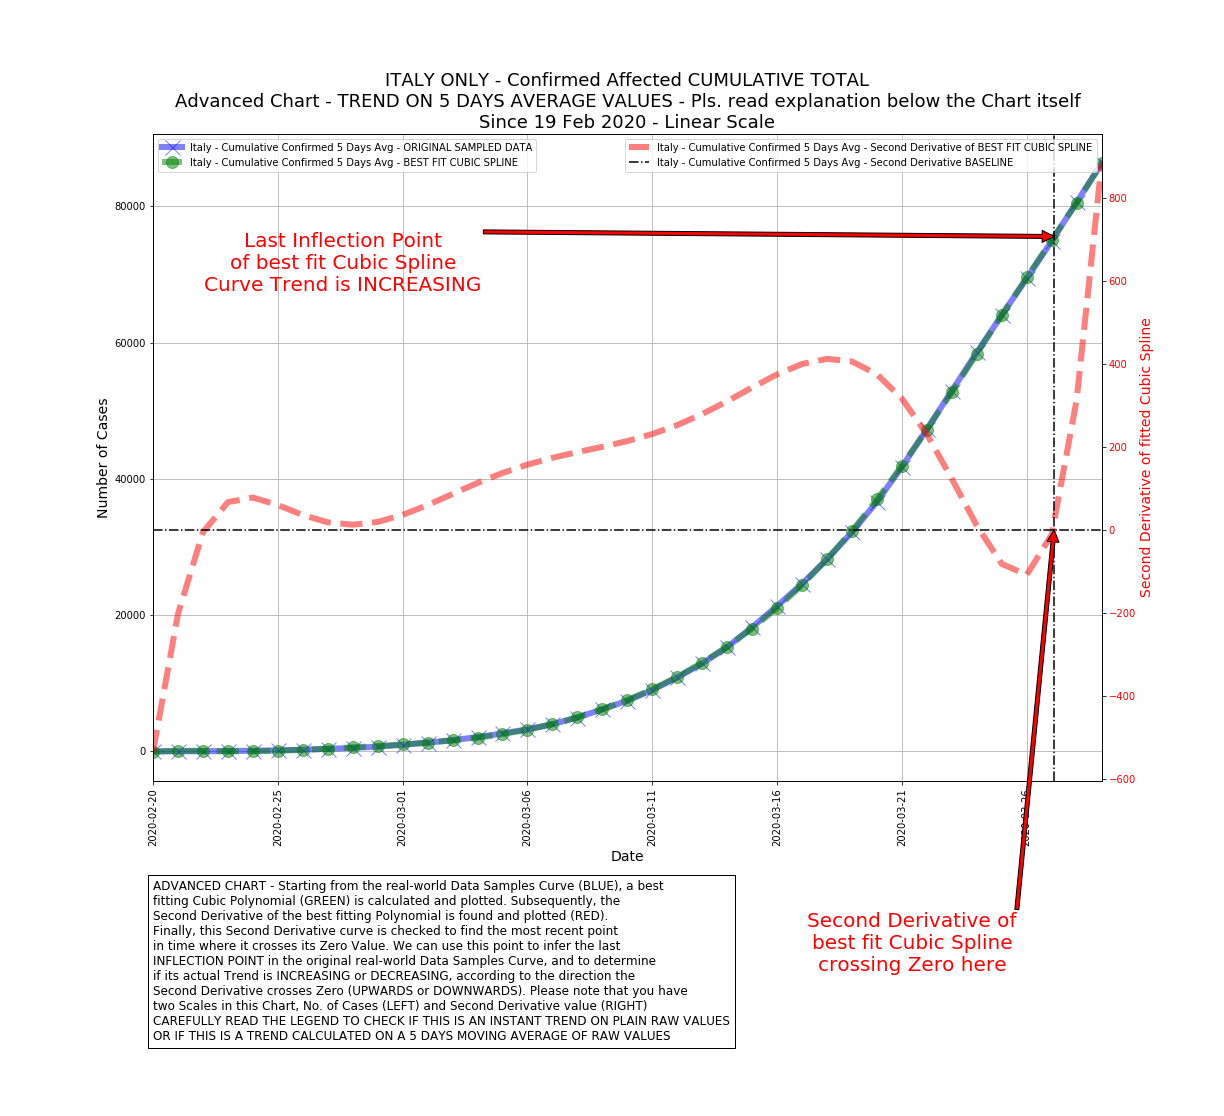 ITALY ONLY - Confirmed Affected CUMULATIVE TOTAL
Advanced Chart - TREND ON 5 DAYS AVERAGE VALUES - Pls. read explanation below the Chart itself
Since 19 Feb 2020 - Linear Scale
Italy - Cumulative Confirmed 5 Days Avg - ORIGINAL SAMPLED DATA
Italy - Cumulative Confirmed 5 Days Avg - BEST FIT CUBIC SPLINE
Italy - Cumulative Confirmed 5 Days Avg - Second Derivative of BEST FIT CUBIC SPLINE
Italy - Cumulative Confirmed 5 Days Avg - Second Derivative BASELINE
Last Inflection Point
of best fit Cubic Spline
Curve Trend is INCREASING
Number of Cases
80000
60000
40000
20000
0
800
600
400
200
0
−200
−400
−600
Second Derivative of fitted Cubic Spline
2020-02-20
2020-02-25
2020-03-01
2020-03-06
2020-03-11
2020-03-16
2020-03-21
2020-03-26
Date
ADVANCED CHART - Starting from the real-world Data Samples Curve (BLUE), a best
fitting Cubic Polynomial (GREEN) is calculated and plotted. Subsequently, the
Second Derivative of the best fitting Polynomial is found and plotted (RED).
Finally, this Second Derivative curve is checked to find the most recent point
in time where it crosses its Zero Value. We can use this point to infer the last
INFLECTION POINT in the original real-world Data Samples Curve, and to determine
if its actual Trend is INCREASING or DECREASING, according to the direction the
Second Derivative crosses Zero (UPWARDS or DOWNWARDS). Please note that you have
two Scales in this Chart, No. of Cases (LEFT) and Second Derivative value (RIGHT)
CAREFULLY READ THE LEGEND TO CHECK IF THIS IS AN INSTANT TREND ON PLAIN RAW VALUES
OR IF THIS IS A TREND CALCULATED ON A 5 DAYS MOVING AVERAGE OF RAW VALUES
Second Derivative of
best fit Cubic Spline
crossing Zero here